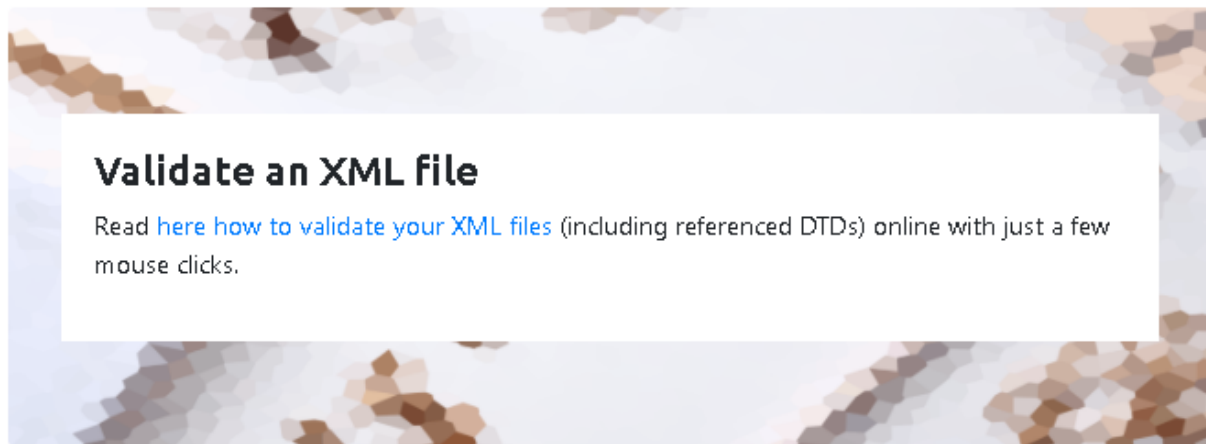 Validate an XML file
Read here how to validate your XML files (including referenced DTDs) online with just a few
mouse clicks.